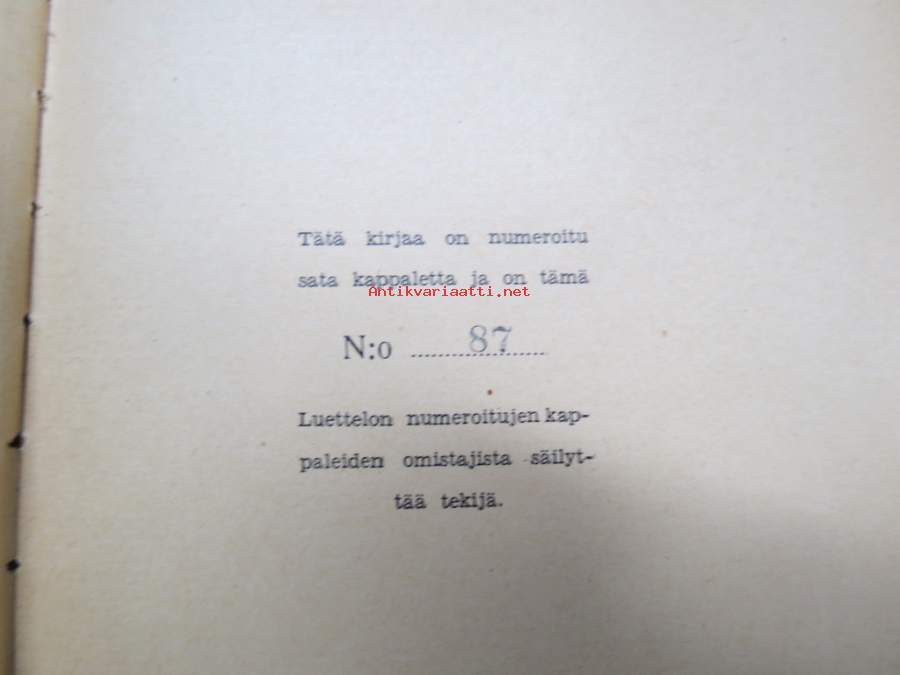 Tätä kirjaa on numeroitu
sata kappaletta ja on tämä
Antikvariaatti.net
N:o 87
Luettelon numeroitujen kap-
paleiden omistajista säilyt-
tää tekijä.